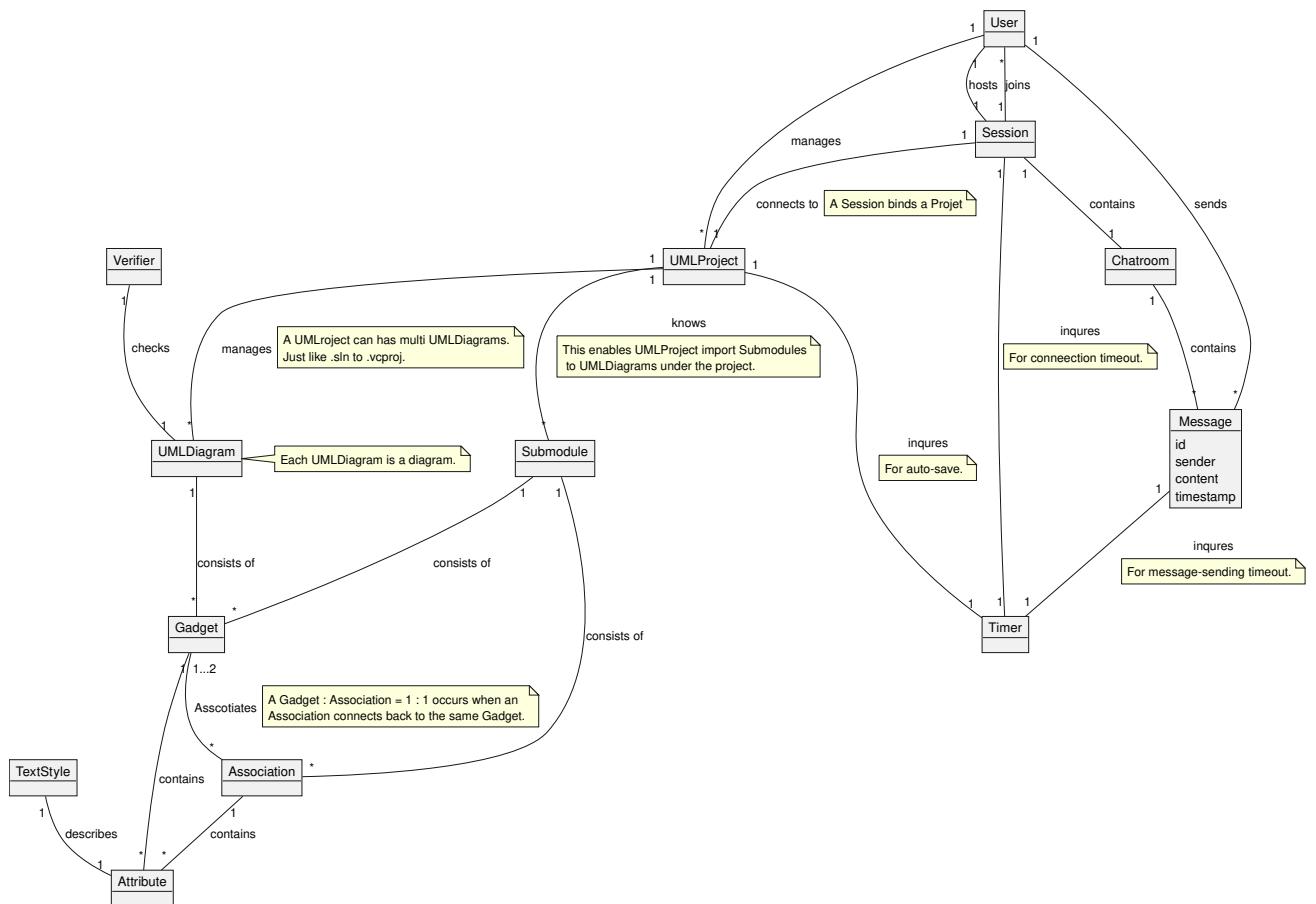 User
1
1
1
*
hosts
joins
1
1
Session
1
manages
1
1
connects to
A Session binds a Projet
contains
sends
*
1
1
Verifier
UMLProject
1
1
1
Chatroom
1
1
1
knows
inqures
A UMLroject can has multi UMLDiagrams.
Just like .sln to .vcproj.
This enables UMLProject import Submodules
to UMLDiagrams under the project.
For conneection timeout.
checks
manages
contains
1
*
*
*
*
Message
id
sender
content
timestamp
UMLDiagram
Each UMLDiagram is a diagram.
Submodule
inqures
For auto-save.
1
1
1
1
inqures
For message-sending timeout.
consists of
consists of
*
*
1
1
1
Gadget
Timer
consists of
1
1...2
A Gadget : Association = 1 : 1 occurs when an
Association connects back to the same Gadget.
Asscotiates
*
*
TextStyle
Association
contains
1
1
describes
contains
1
*
*
Attribute